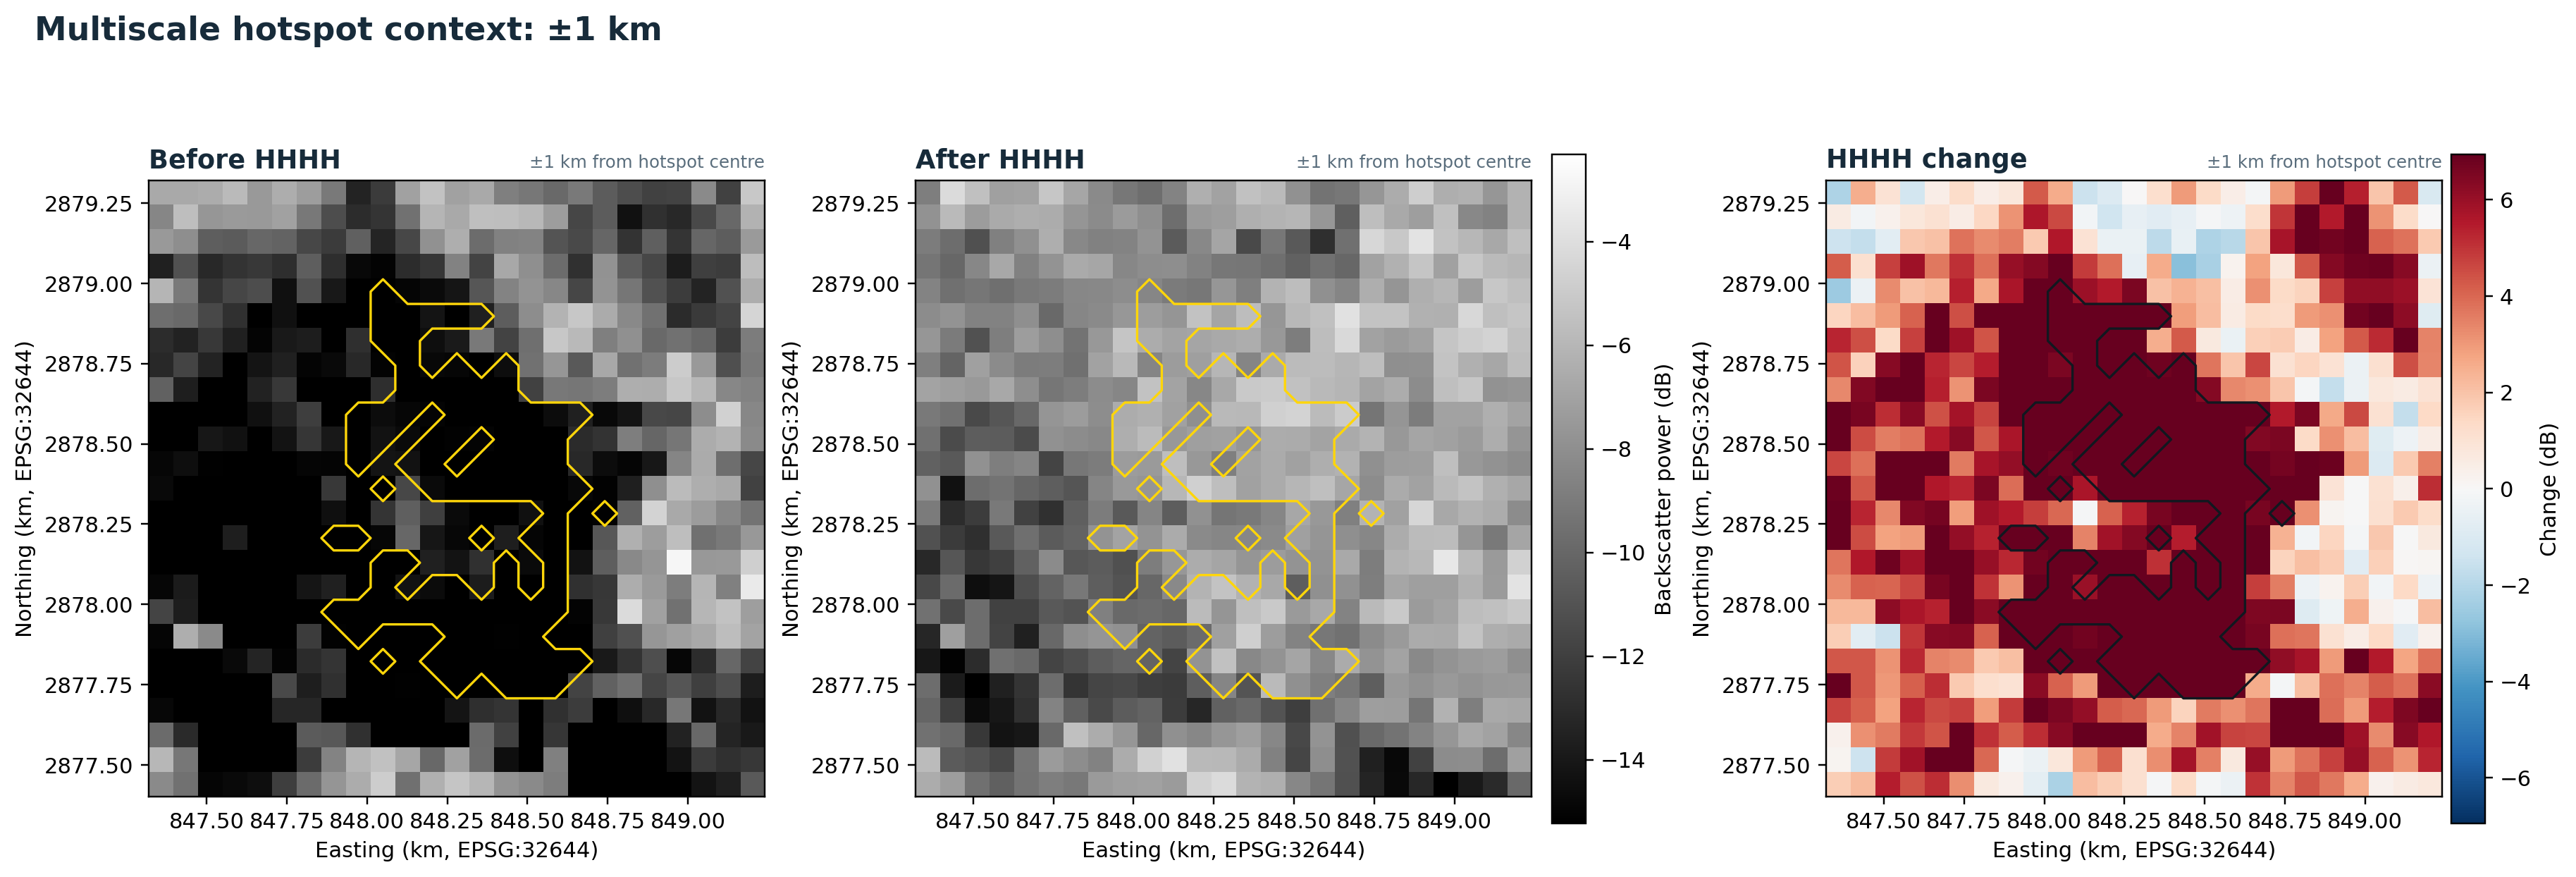 Multiscale hotspot context: ±1 km
Before HHHH
±1 km from hotspot centre
2879.25
2879.00
2878.75
2878.50
2878.25
2878.00
2877.75
2877.50
Northing (km, EPSG:32644)
847.50 847.75 848.00 848.25 848.50 848.75 849.00
Easting (km, EPSG:32644)
After HHHH
±1 km from hotspot centre
2879.25
2879.00
2878.75
2878.50
2878.25
2878.00
2877.75
2877.50
Northing (km, EPSG:32644)
847.50 847.75 848.00 848.25 848.50 848.75 849.00
Easting (km, EPSG:32644)
−4
−6
−8
−10
−12
−14
Backscatter power (dB)
HHHH change
±1 km from hotspot centre
2879.25
2879.00
2878.75
2878.50
2878.25
2878.00
2877.75
2877.50
Northing (km, EPSG:32644)
847.50 847.75 848.00 848.25 848.50 848.75 849.00
Easting (km, EPSG:32644)
6
4
2
0
−2
−4
−6
Change (dB)